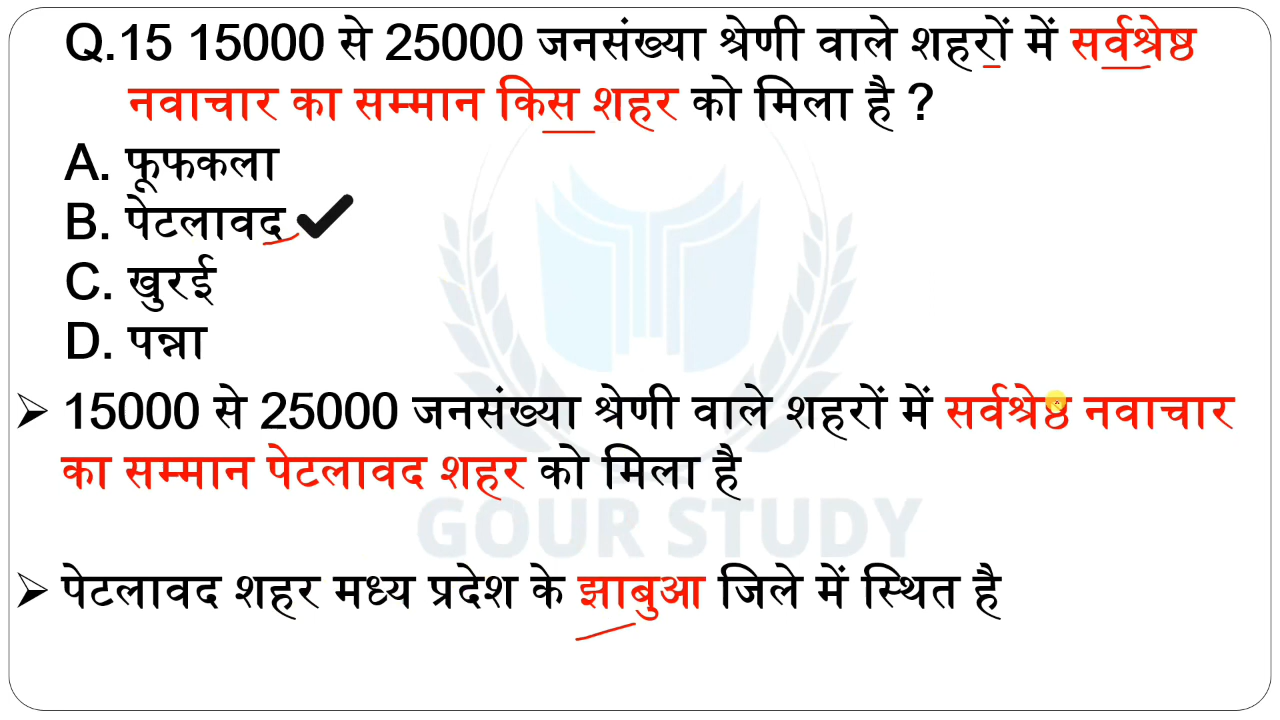 Q.15 15000 से 25000 जनसंख्या श्रेणी वाले शहरों में सर्वश्रेष्ठ
नवाचार का सम्मान किस शहर को मिला है ?
A. फूफकला
B. पेटलावद
C. खुरई
D. पन्ना
15000 से 25000 जनसंख्या श्रेणी वाले शहरों में सर्वश्रेष्ठ नवाचार
का सम्मान पेटलावद शहर को मिला है
GOUR STUDY
पेटलावद शहर मध्य प्रदेश के झाबुआ जिले में स्थित है